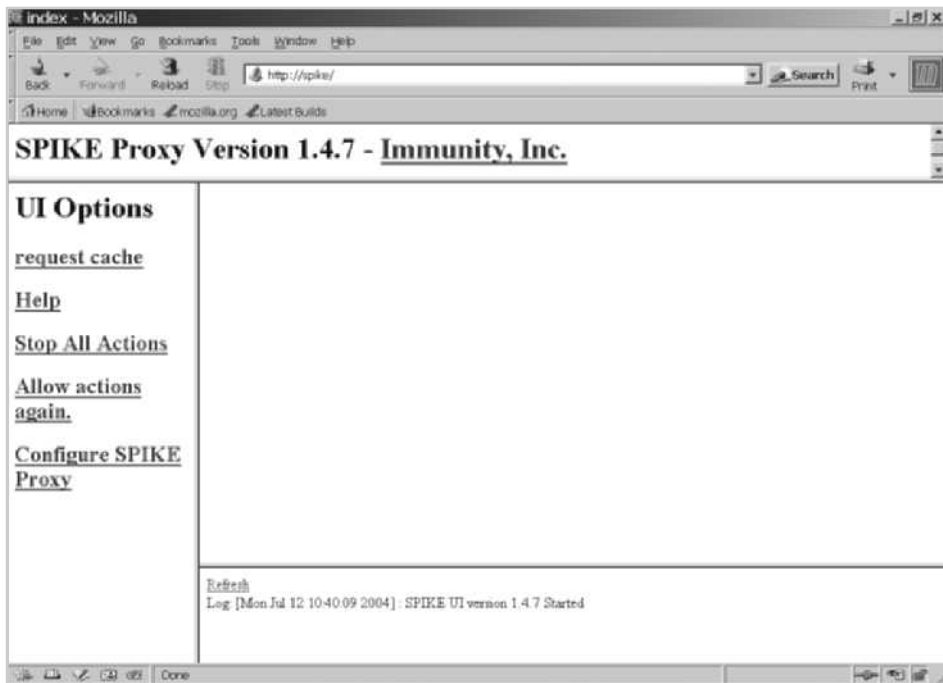 index - Mozilla
File Edit View Go Bookmarks Tools Window Help
Back Forward Reload Stop http://spike/ Search Print
Home Bookmarks mozilla.org Latest Builds
SPIKE Proxy Version 1.4.7 - Immunity, Inc.
UI Options
request cache
Help
Stop All Actions
Allow actions
again.
Configure SPIKE
Proxy
Refresh
Log: [Mon Jul 12 10:40:09 2004] : SPIKE UI version 1.4.7 Started
Done